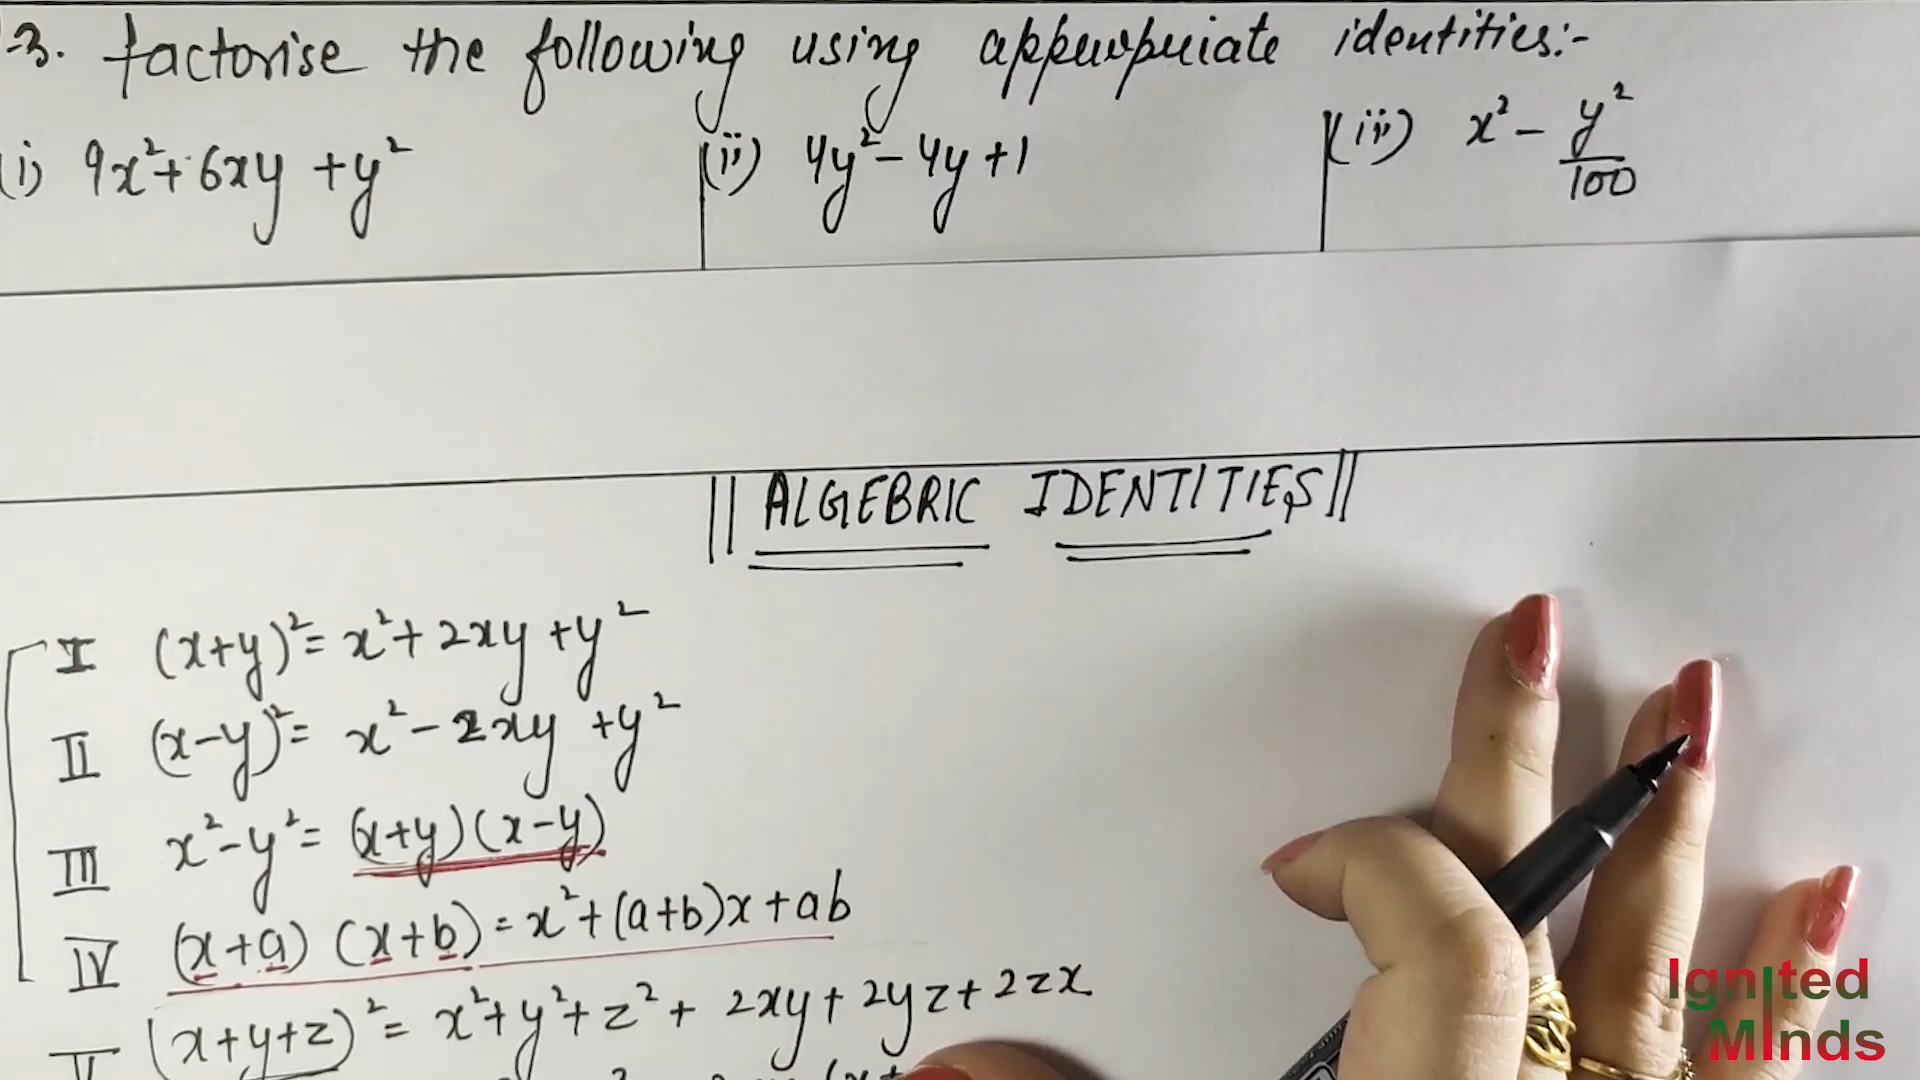 -3. factorise the following using appropriate identities:-
(i) 9x²+6xy+y² (ii) 4y²-4y+1 (iii) x²-y²/100
|| ALGEBRIC IDENTITIES ||
I (x+y)²= x²+2xy+y²
II (x-y)²= x²-2xy+y²
III x²-y²= (x+y)(x-y)
IV (x+a) (x+b)= x²+(a+b)x+ab
V (x+y+z)²= x²+y²+z²+ 2xy+2yz+2zx
Ignited
Minds